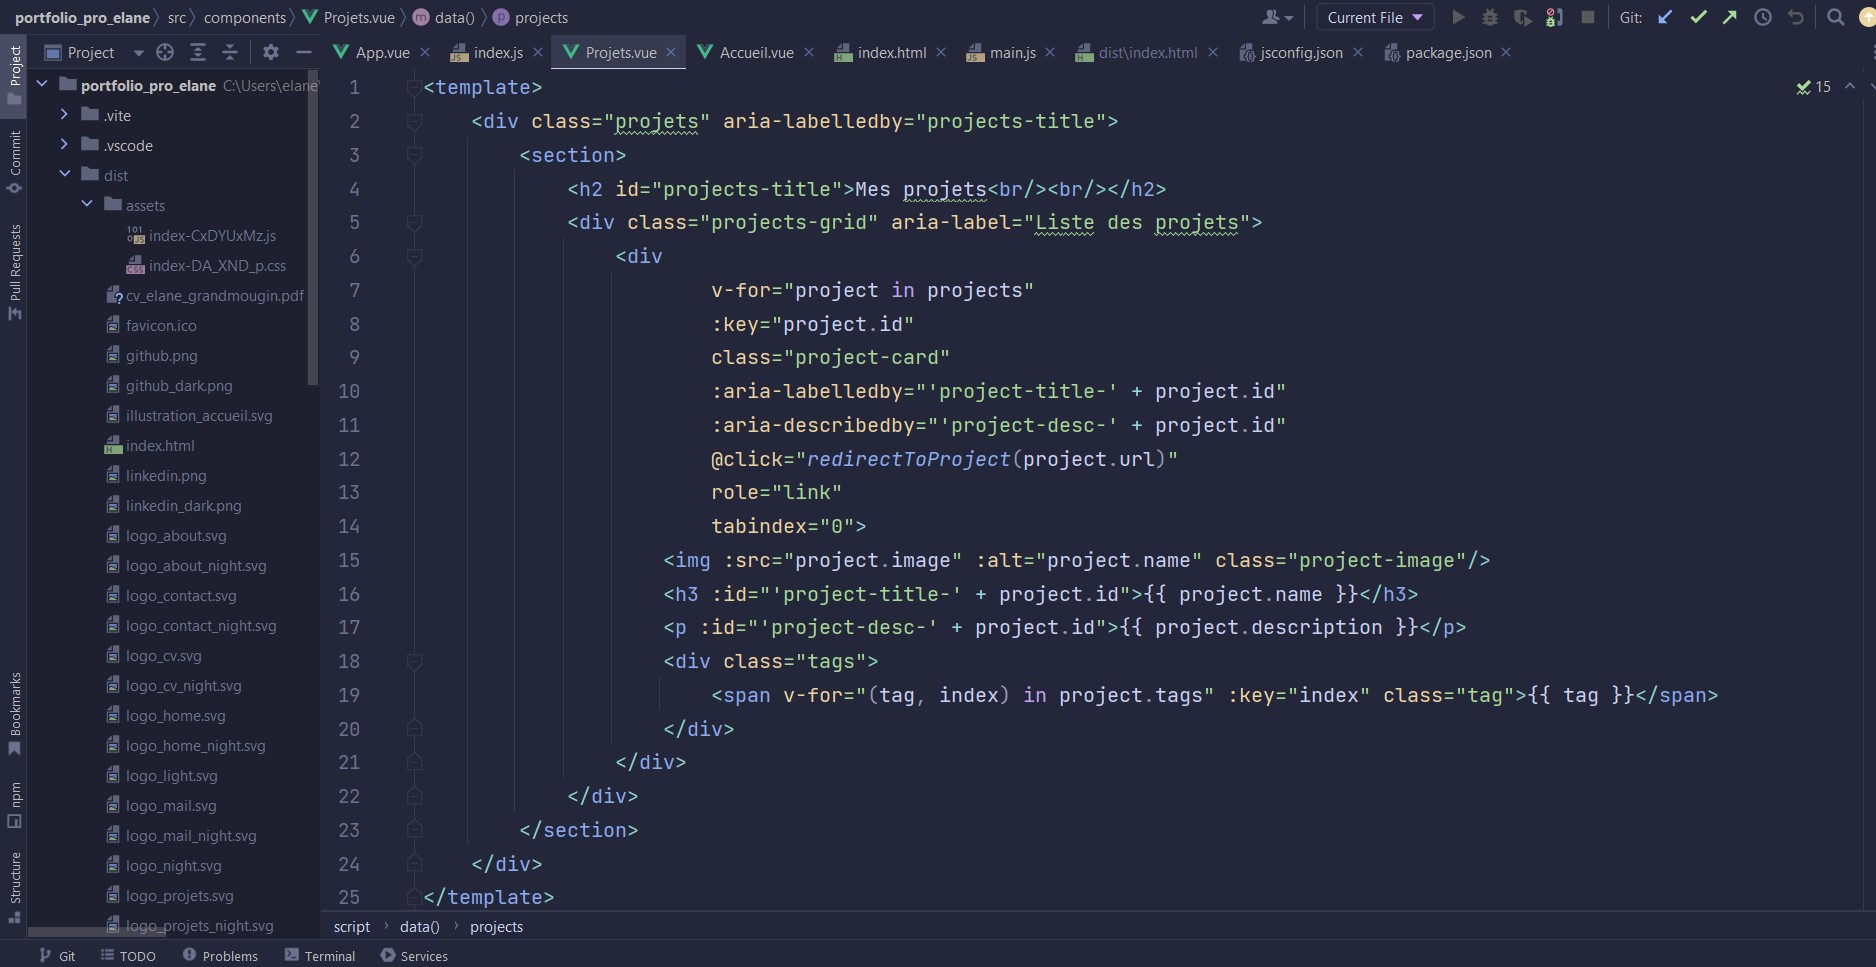 portfolio_pro_elane src components Projets.vue m data() p projects
Current File
Git:
Project
App.vue
index.js
Projets.vue
Accueil.vue
index.html
main.js
dist\index.html
jsconfig.json
package.json
Project
Commit
Pull Requests
Bookmarks
npm
Structure
portfolio_pro_elane C:\Users\elane
.vite
.vscode
dist
assets
index-CxDYUxMz.js
index-DA_XND_p.css
cv_elane_grandmougin.pdf
favicon.ico
github.png
github_dark.png
illustration_accueil.svg
index.html
linkedin.png
linkedin_dark.png
logo_about.svg
logo_about_night.svg
logo_contact.svg
logo_contact_night.svg
logo_cv.svg
logo_cv_night.svg
logo_home.svg
logo_home_night.svg
logo_light.svg
logo_mail.svg
logo_mail_night.svg
logo_night.svg
logo_projets.svg
logo_projets_night.svg
15
1 <template>
2 <div class="projets" aria-labelledby="projects-title">
3 <section>
4 <h2 id="projects-title">Mes projets<br/><br/></h2>
5 <div class="projects-grid" aria-label="Liste des projets">
6 <div
7 v-for="project in projects"
8 :key="project.id"
9 class="project-card"
10 :aria-labelledby="'project-title-' + project.id"
11 :aria-describedby="'project-desc-' + project.id"
12 @click="redirectToProject(project.url)"
13 role="link"
14 tabindex="0">
15 <img :src="project.image" :alt="project.name" class="project-image"/>
16 <h3 :id="'project-title-' + project.id">{{ project.name }}</h3>
17 <p :id="'project-desc-' + project.id">{{ project.description }}</p>
18 <div class="tags">
19 <span v-for="(tag, index) in project.tags" :key="index" class="tag">{{ tag }}</span>
20 </div>
21 </div>
22 </div>
23 </section>
24 </div>
25 </template>
script data() projects
Git
TODO
Problems
Terminal
Services